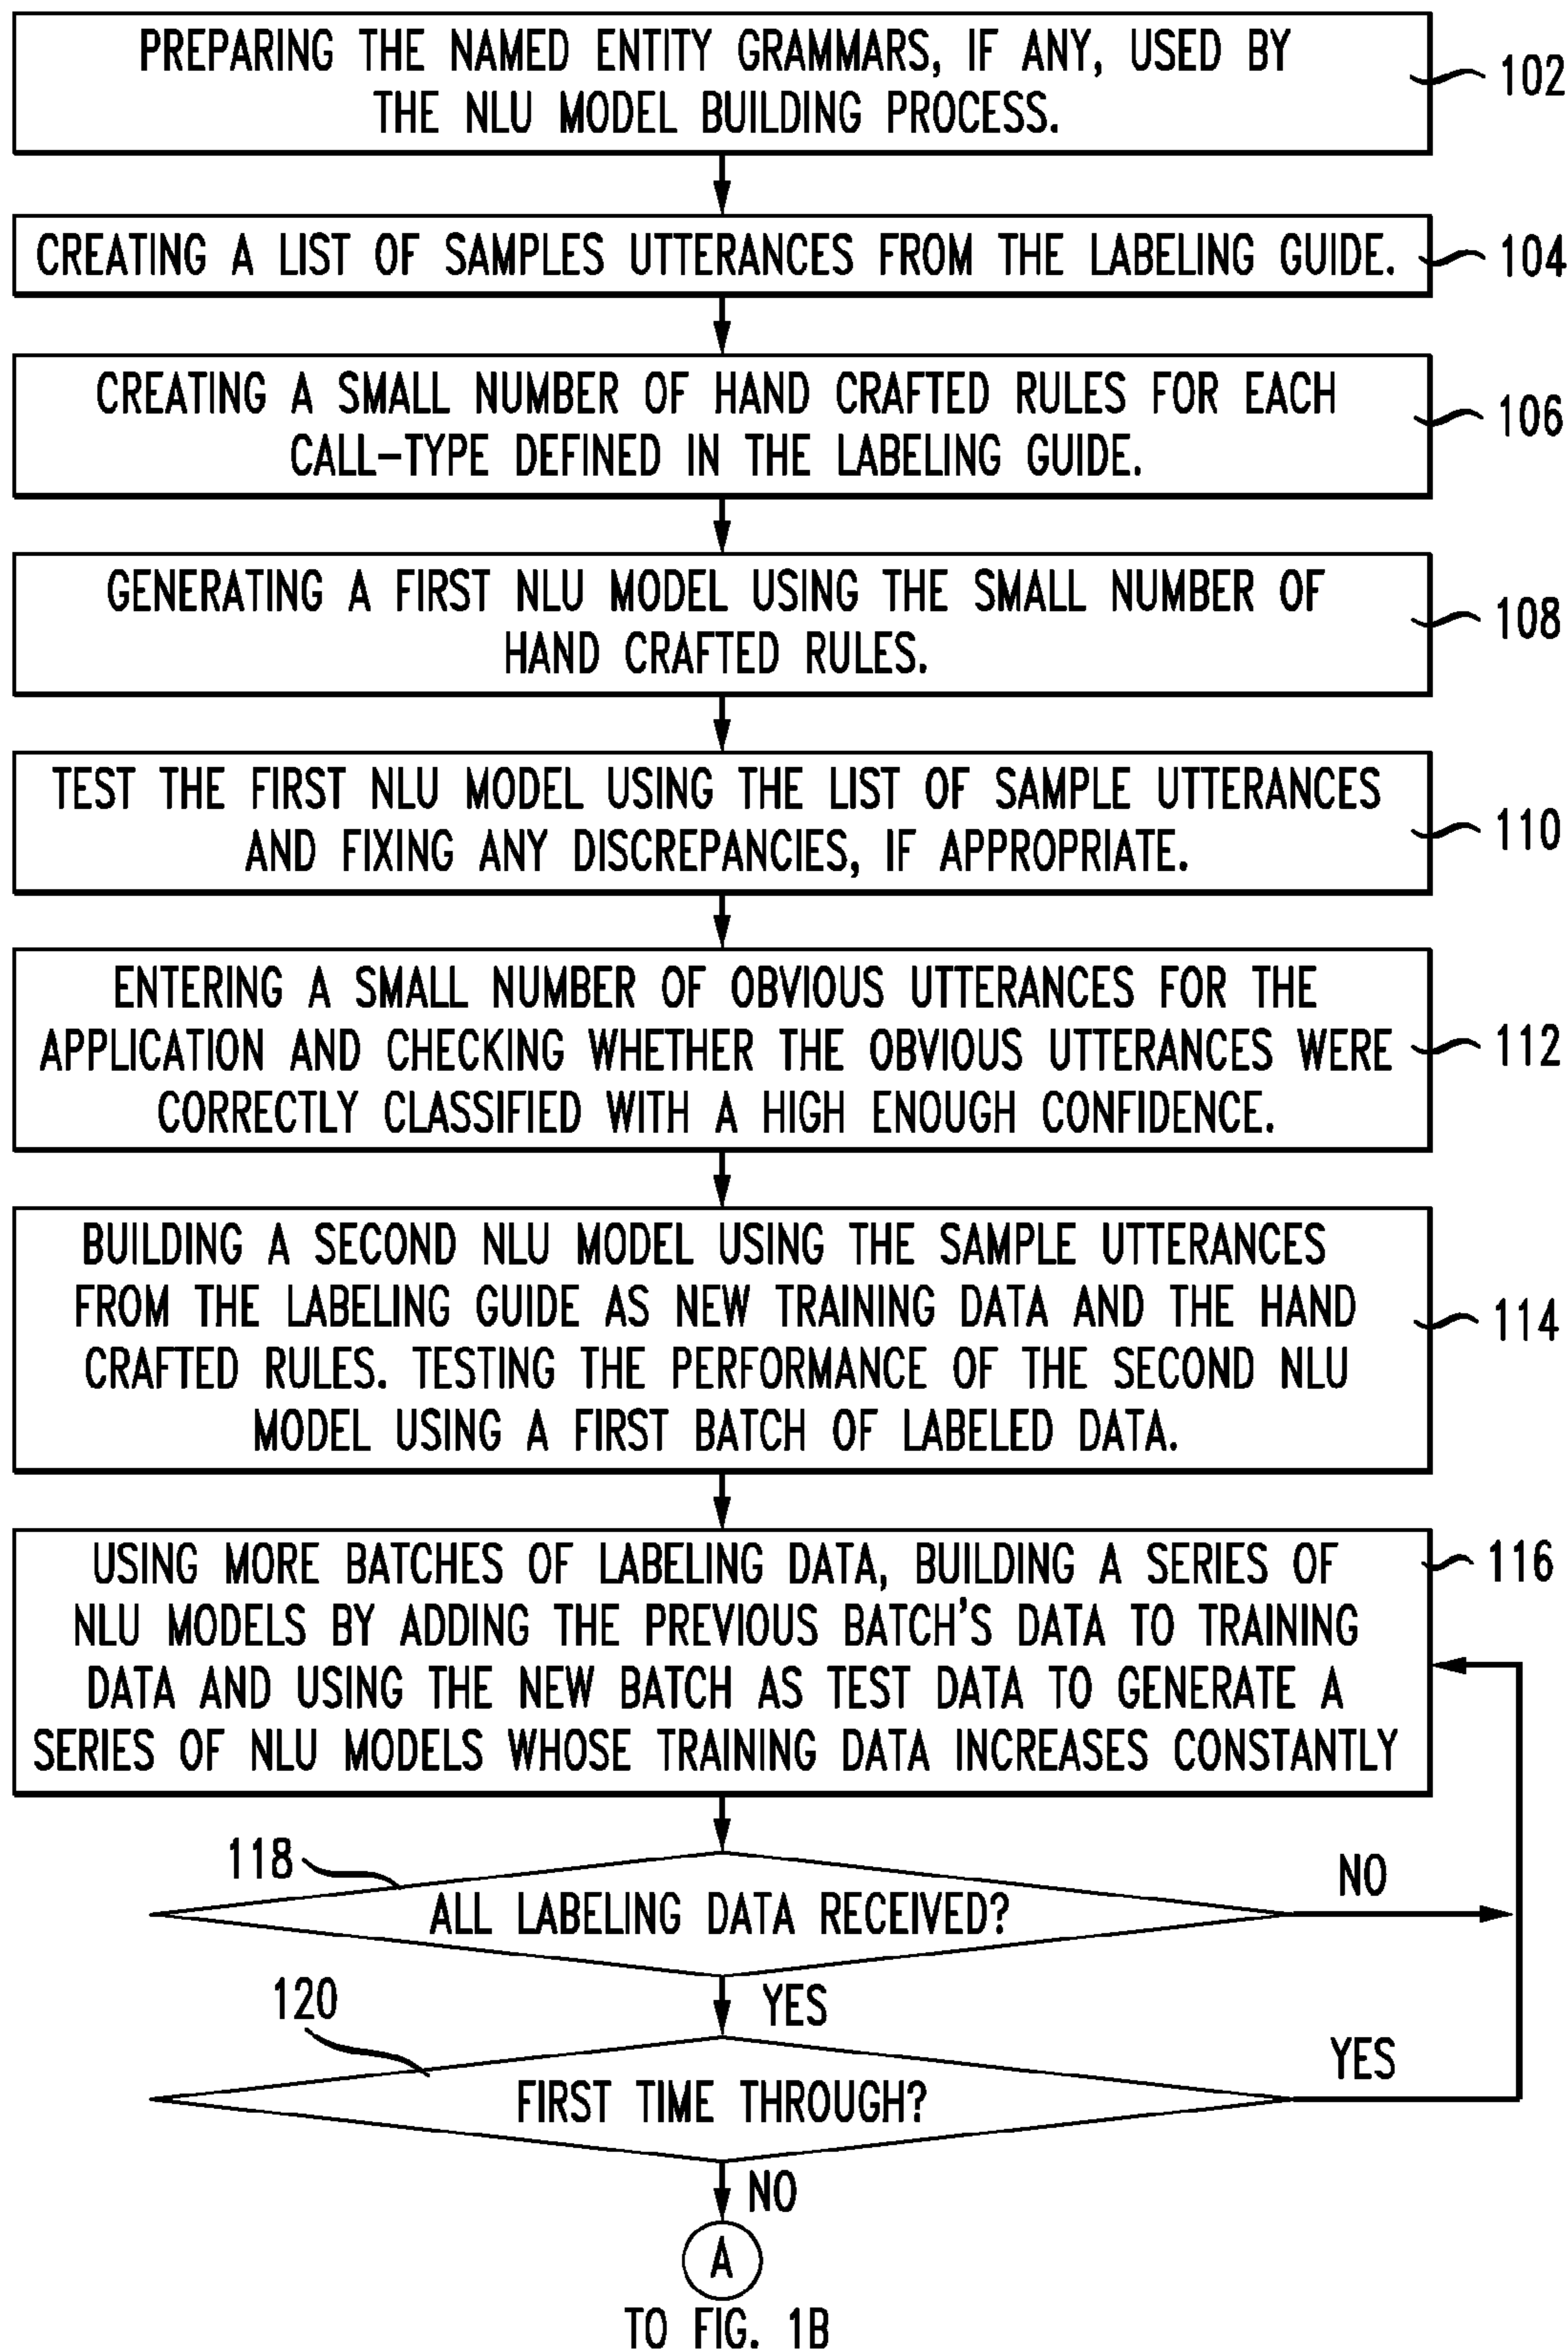 PREPARING THE NAMED ENTITY GRAMMARS, IF ANY, USED BY
THE NLU MODEL BUILDING PROCESS.
102
CREATING A LIST OF SAMPLES UTTERANCES FROM THE LABELING GUIDE.
104
CREATING A SMALL NUMBER OF HAND CRAFTED RULES FOR EACH
CALL-TYPE DEFINED IN THE LABELING GUIDE.
106
GENERATING A FIRST NLU MODEL USING THE SMALL NUMBER OF
HAND CRAFTED RULES.
108
TEST THE FIRST NLU MODEL USING THE LIST OF SAMPLE UTTERANCES
AND FIXING ANY DISCREPANCIES, IF APPROPRIATE.
110
ENTERING A SMALL NUMBER OF OBVIOUS UTTERANCES FOR THE
APPLICATION AND CHECKING WHETHER THE OBVIOUS UTTERANCES WERE
CORRECTLY CLASSIFIED WITH A HIGH ENOUGH CONFIDENCE.
112
BUILDING A SECOND NLU MODEL USING THE SAMPLE UTTERANCES
FROM THE LABELING GUIDE AS NEW TRAINING DATA AND THE HAND
CRAFTED RULES. TESTING THE PERFORMANCE OF THE SECOND NLU
MODEL USING A FIRST BATCH OF LABELED DATA.
114
USING MORE BATCHES OF LABELING DATA, BUILDING A SERIES OF
NLU MODELS BY ADDING THE PREVIOUS BATCH'S DATA TO TRAINING
DATA AND USING THE NEW BATCH AS TEST DATA TO GENERATE A
SERIES OF NLU MODELS WHOSE TRAINING DATA INCREASES CONSTANTLY
116
118
ALL LABELING DATA RECEIVED?
NO
YES
120
FIRST TIME THROUGH?
YES
NO
A
TO FIG. 1B